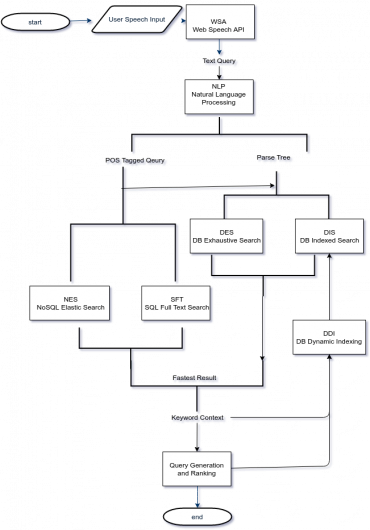 start
User Speech Input
WSA
Web Speech API
Text Query
NLP
Natural Language
Processing
POS Tagged Qeury
Parse Tree
DES
DB Exhaustive Search
DIS
DB Indexed Search
NES
NoSQL Elastic Search
SFT
SQL Full Text Search
DDI
DB Dynamic Indexing
Fastest Result
Keyword Context
Query Generation
and Ranking
end